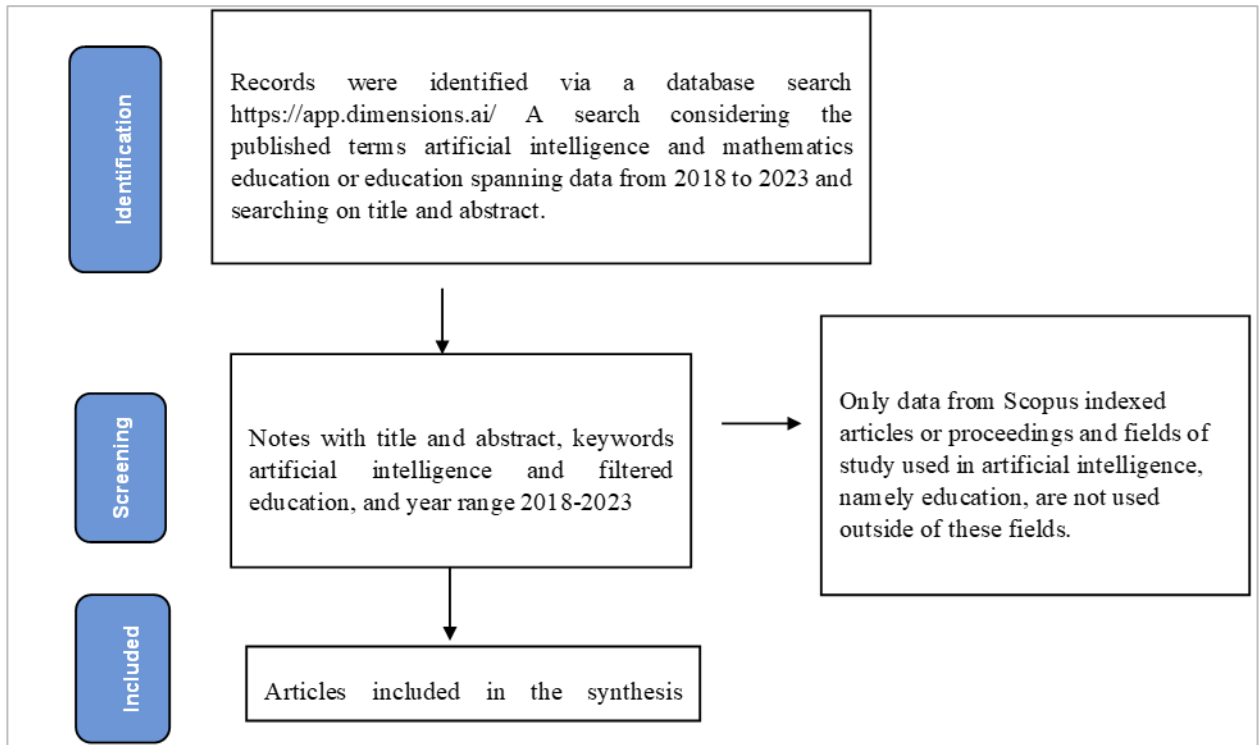 Identification
Records were identified via a database search
https://app.dimensions.ai/ A search considering the
published terms artificial intelligence and mathematics
education or education spanning data from 2018 to 2023 and
searching on title and abstract.
Screening
Notes with title and abstract, keywords
artificial intelligence and filtered
education, and year range 2018-2023
Only data from Scopus indexed
articles or proceedings and fields of
study used in artificial intelligence,
namely education, are not used
outside of these fields.
Included
Articles included in the synthesis